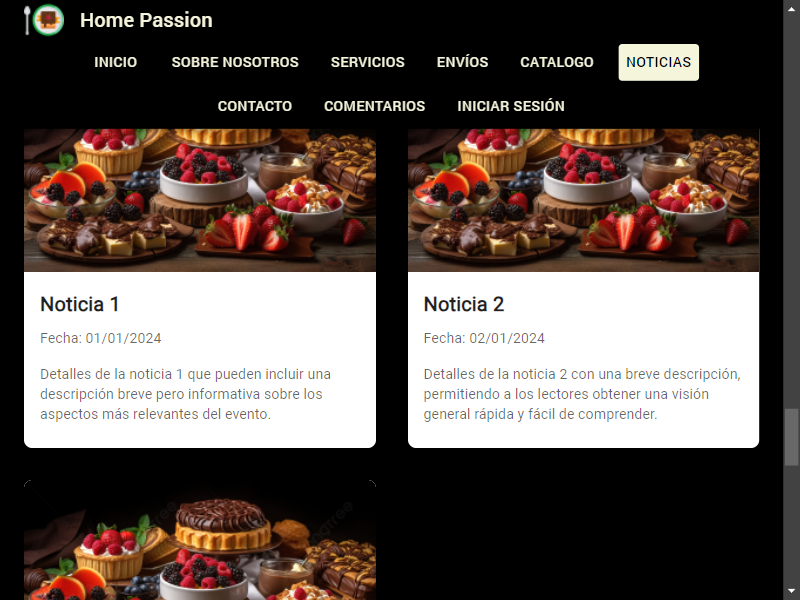 Home Passion
INICIO SOBRE NOSOTROS SERVICIOS ENVÍOS CATALOGO NOTICIAS
CONTACTO COMENTARIOS INICIAR SESIÓN
Noticia 1
Fecha: 01/01/2024
Detalles de la noticia 1 que pueden incluir una
descripción breve pero informativa sobre los
aspectos más relevantes del evento.
Noticia 2
Fecha: 02/01/2024
Detalles de la noticia 2 con una breve descripción,
permitiendo a los lectores obtener una visión
general rápida y fácil de comprender.